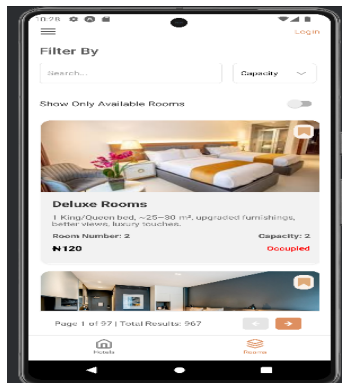 10:28
Login
Filter By
Search...
Capacity
Show Only Available Rooms
Deluxe Rooms
1 King/Queen bed, ~25–30 m², upgraded furnishings,
better views, luxury touches.
Room Number: 2 Capacity: 2
₦120 Occupied
Page 1 of 97 | Total Results: 967
Hotels Rooms